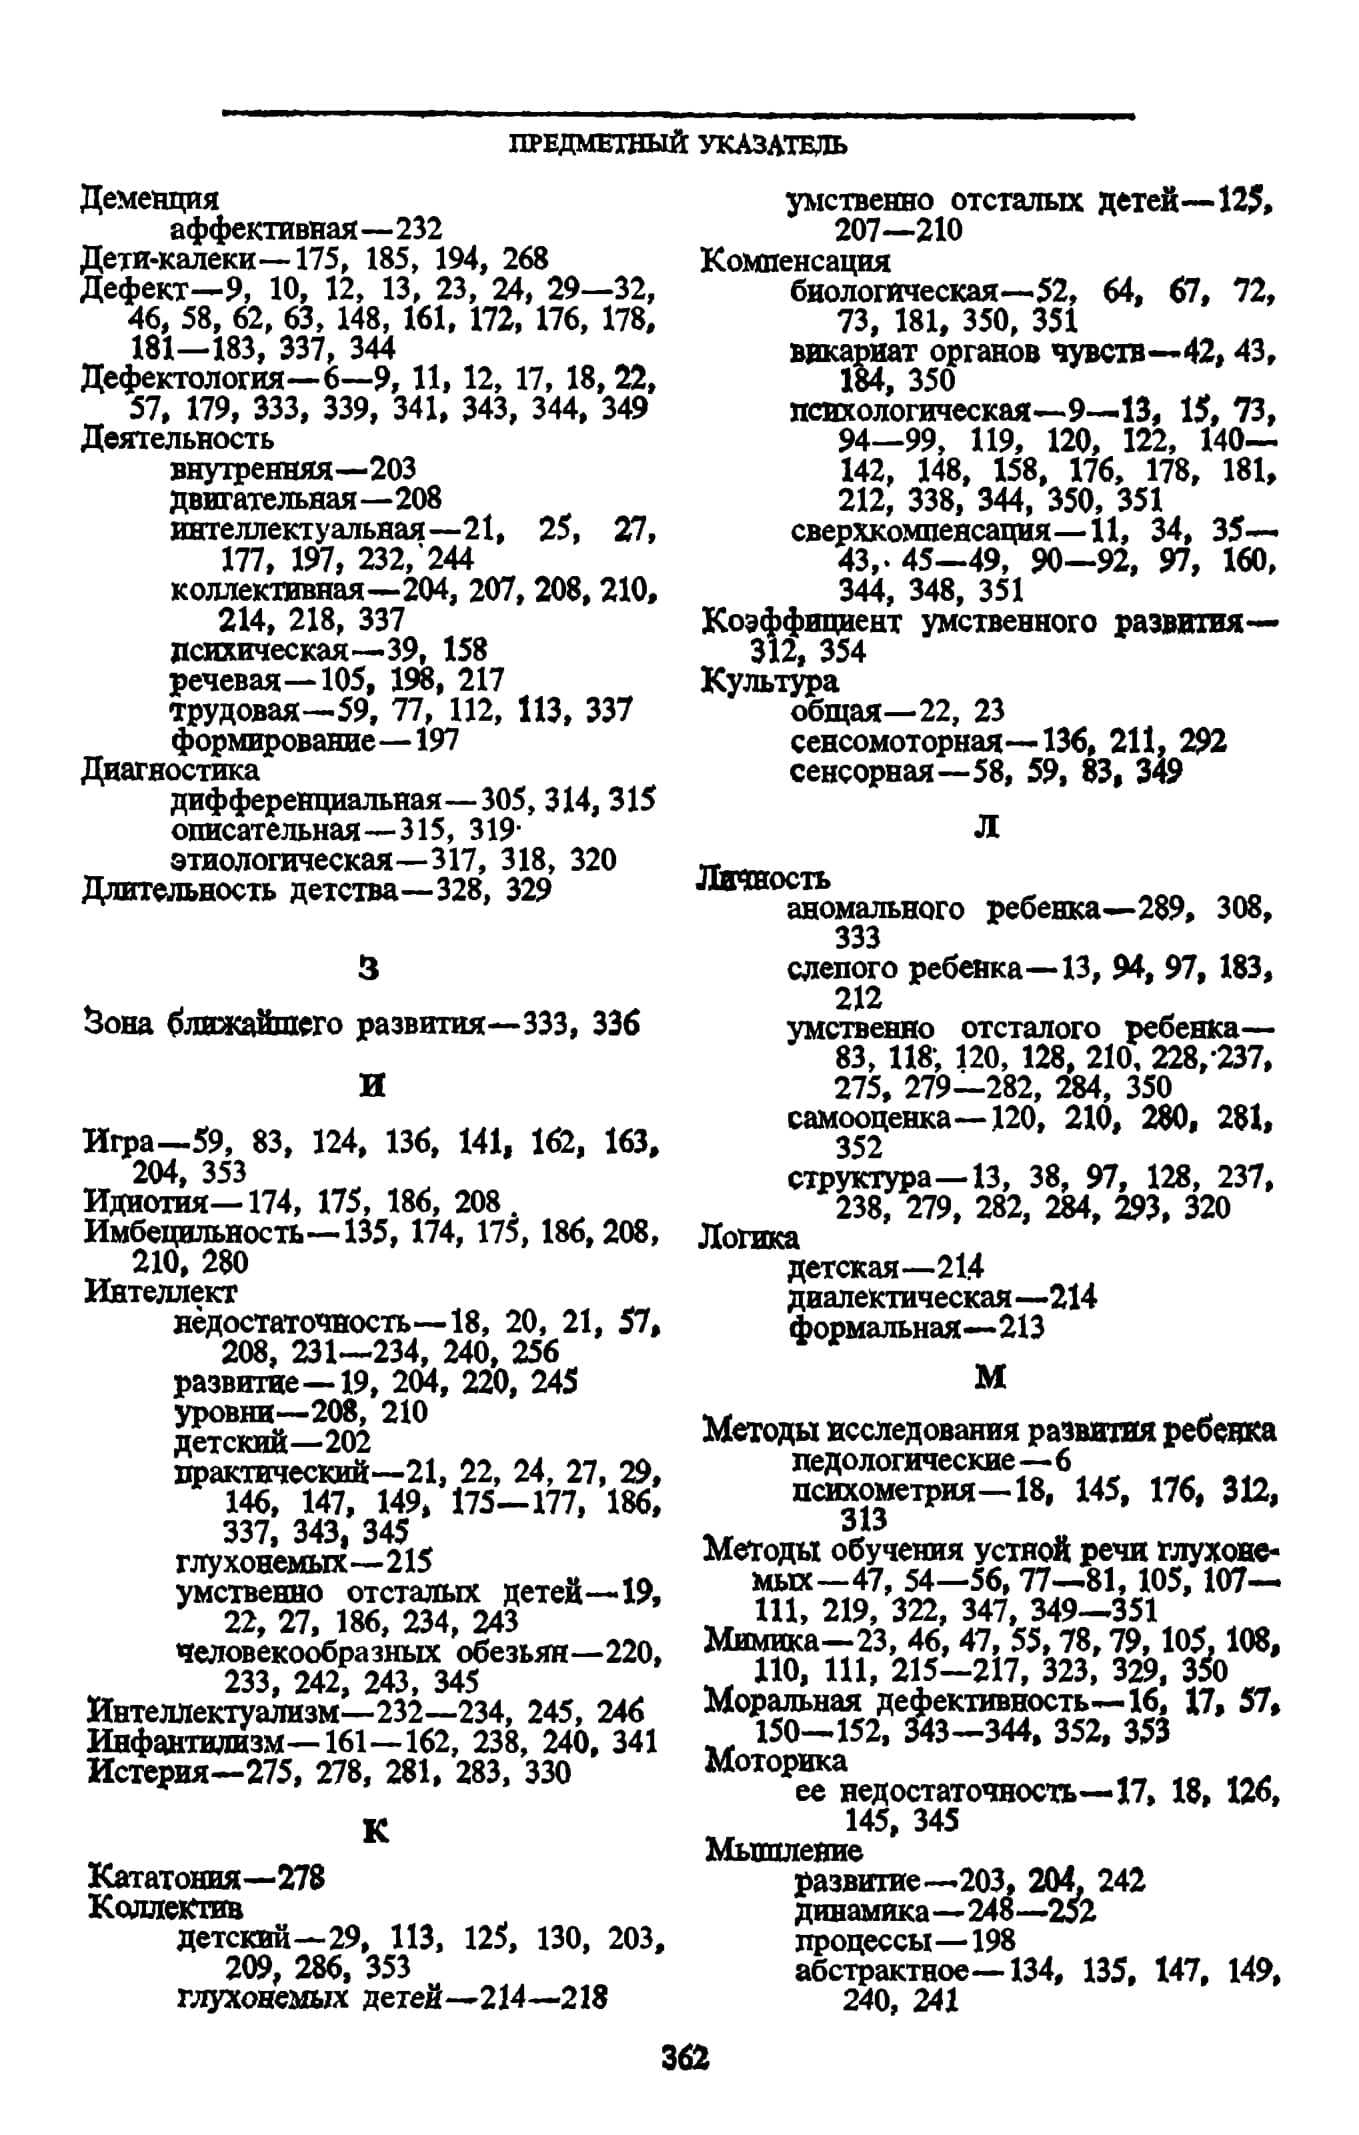 ПРЕДМЕТНЫЙ УКАЗАТЕЛЬ
Деменция
аффективная—232
Дети-калеки—175, 185, 194, 268
Дефект—9, 10, 12, 13, 23, 24, 29—32,
46, 58, 62, 63, 148, 161, 172, 176, 178,
181—183, 337, 344
Дефектология—6—9, 11, 12, 17, 18, 22,
57, 179, 333, 339, 341, 343, 344, 349
Деятельность
внутренняя—203
двигательная—208
интеллектуальная—21, 25, 27,
177, 197, 232, 244
коллективная—204, 207, 208, 210,
214, 218, 337
психическая—39, 158
речевая—105, 198, 217
трудовая—59, 77, 112, 113, 337
формирование—197
Диагностика
дифференциальная—305, 314, 315
описательная—315, 319
этиологическая—317, 318, 320
Длительность детства—328, 329
З
Зона ближайшего развития—333, 336
И
Игра—59, 83, 124, 136, 141, 162, 163,
204, 353
Идиотия—174, 175, 186, 208
Имбецильность—135, 174, 175, 186, 208,
210, 280
Интеллект
недостаточность—18, 20, 21, 57,
208, 231—234, 240, 256
развитие—19, 204, 220, 245
уровни—208, 210
детский—202
практический—21, 22, 24, 27, 29,
146, 147, 149, 175—177, 186,
337, 343, 345
глухонемых—215
умственно отсталых детей—19,
22, 27, 186, 234, 243
человекообразных обезьян—220,
233, 242, 243, 345
Интеллектуализм—232—234, 245, 246
Инфантилизм—161—162, 238, 240, 341
Истерия—275, 278, 281, 283, 330
К
Кататония—278
Коллектив
детский—29, 113, 125, 130, 203,
209, 286, 353
глухонемых детей—214—218
умственно отсталых детей—125,
207—210
Компенсация
биологическая—52, 64, 67, 72,
73, 181, 350, 351
викариат органов чувств—42, 43,
184, 350
психологическая—9—13, 15, 73,
94—99, 119, 120, 122, 140—
142, 148, 158, 176, 178, 181,
212, 338, 344, 350, 351
сверхкомпенсация—11, 34, 35—
43, 45—49, 90—92, 97, 160,
344, 348, 351
Коэффициент умственного развития—
312, 354
Культура
общая—22, 23
сенсомоторная—136, 211, 292
сенсорная—58, 59, 83, 349
Л
Личность
аномального ребенка—289, 308,
333
слепого ребенка—13, 94, 97, 183,
212
умственно отсталого ребенка—
83, 118, 120, 128, 210, 228, 237,
275, 279—282, 284, 350
самооценка—120, 210, 280, 281,
352
структура—13, 38, 97, 128, 237,
238, 279, 282, 284, 293, 320
Логика
детская—214
диалектическая—214
формальная—213
М
Методы исследования развития ребенка
педологические—6
психометрия—18, 145, 176, 312,
313
Методы обучения устной речи глухоне-
мых—47, 54—56, 77—81, 105, 107—
111, 219, 322, 347, 349—351
Мимика—23, 46, 47, 55, 78, 79, 105, 108,
110, 111, 215—217, 323, 329, 350
Моральная дефективность—16, 17, 57,
150—152, 343—344, 352, 353
Моторика
ее недостаточность—17, 18, 126,
145, 345
Мышление
развитие—203, 204, 242
динамика—248—252
процессы—198
абстрактное—134, 135, 147, 149,
240, 241
362